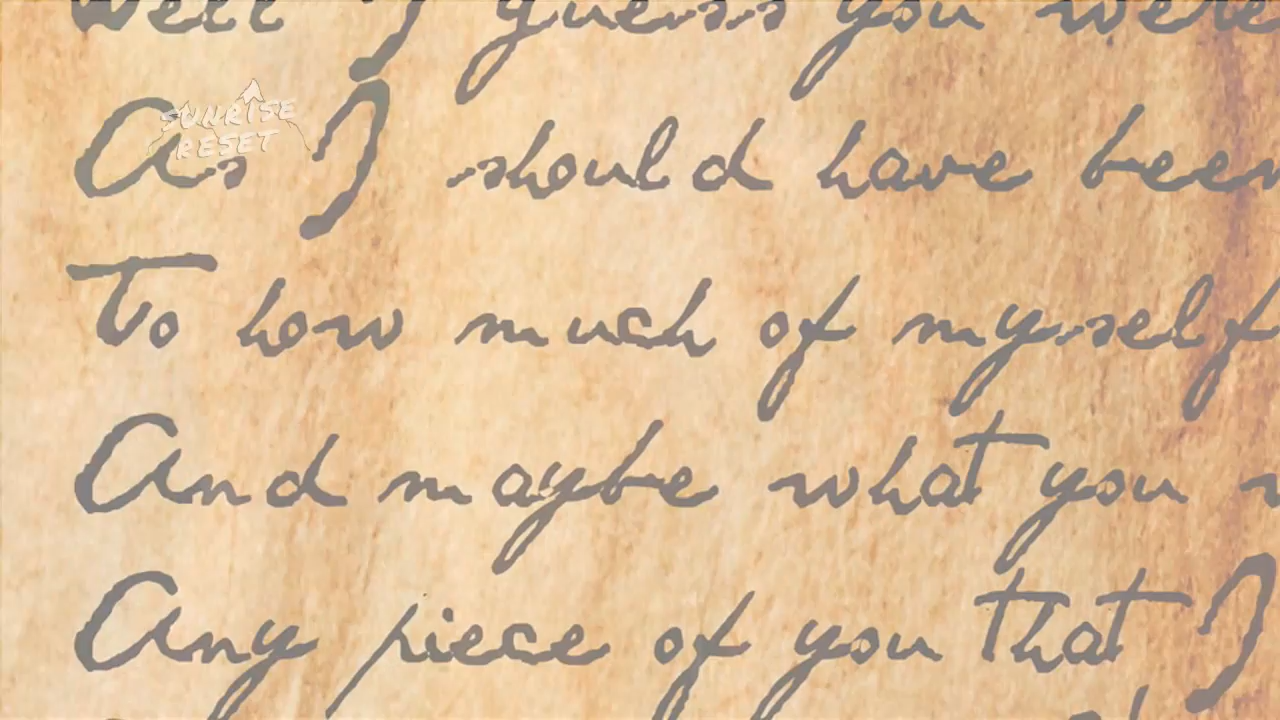 Well I guess you were
SUNRISE
RESET
As I should have been
To how much of myself
And maybe what you
Any piece of you that I